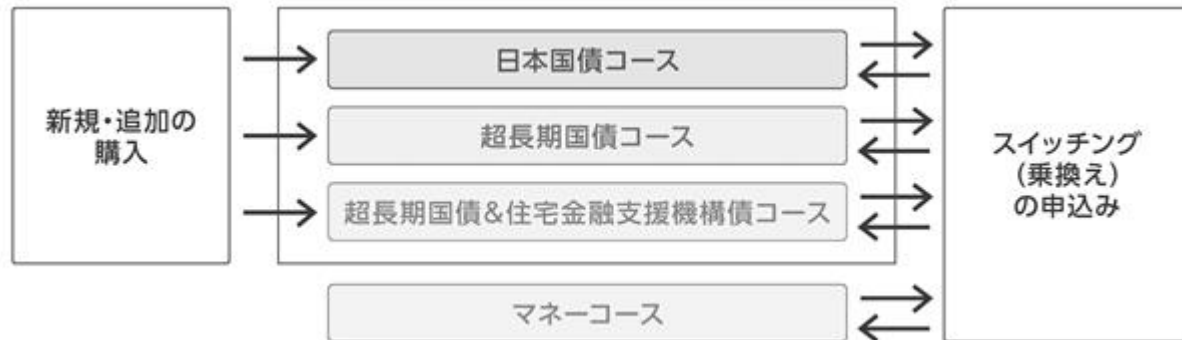 新規・追加の
購入
日本国債コース
超長期国債コース
超長期国債&住宅金融支援機構債コース
マネーコース
スイッチング
(乗換え)
の申込み